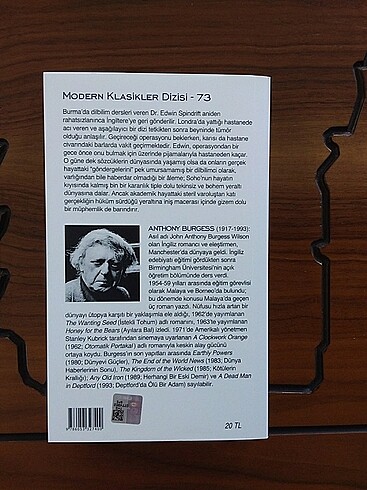 MODERN KLASİKLER DİZİSİ - 73
Burma'da dilbilim dersleri veren Dr. Edwin Spindrift aniden
rahatsızlanınca İngiltere'ye geri gönderilir. Londra'da yattığı hastanede
acı veren ve aşağılayıcı bir dizi tetkikten sonra beyninde tümör
olduğu anlaşılır. Geçireceği operasyonu beklerken, karısı da hastane
civarındaki barlarda vakit geçirmektedir. Edwin, operasyondan bir
gece önce onu bulmak için üzerinde pijamalarıyla hastaneden kaçar.
O güne dek sözcüklerin dünyasında yaşamış olsa da onların gerçek
hayattaki "göndergelerini" pek umursamamış bir dilbilimci olarak,
varlığından bile haberdar olmadığı bir âleme; Soho'nun hayatın
kıyısında kalmış bin bir karanlık tiple dolu tekinsiz ve bohem yeraltı
dünyasına dalar. Ancak akademik hayattaki steril varoluştan katı
gerçekliğin hüküm sürdüğü yeraltına iniş macerası içinde gizem dolu
bir müphemlik de barındırır.
ANTHONY BURGESS (1917-1993):
Asıl adı John Anthony Burgess Wilson
olan İngiliz romancı ve eleştirmen,
Manchester'da dünyaya geldi. İngiliz
edebiyatı eğitimi gördükten sonra
Birmingham Üniversitesi'nin açık
öğretim bölümünde ders verdi.
1954-59 yılları arasında eğitim görevlisi
olarak Malaya ve Borneo'da bulundu;
bu dönemde konusu Malaya'da geçen
üç roman yazdı. Nüfusu hızla artan bir
dünyayı ütopya karşıtı bir yaklaşımla ele aldığı, 1962'de yayımlanan
The Wanting Seed (İstekli Tohum) adlı romanını, 1963'te yayımlanan
Honey for the Bears (Ayılara Bal) izledi. 1971'de Amerikalı yönetmen
Stanley Kubrick tarafından sinemaya uyarlanan A Clockwork Orange
(1962; Otomatik Portakal) adlı romanıyla keskin alay gücünü
ortaya koydu. Burgess'in son yapıtları arasında Earthly Powers
(1980; Dünyevi Güçler), The End of the World News (1983; Dünya
Haberlerinin Sonu), The Kingdom of the Wicked (1985; Kötülerin
Krallığı), Any Old Iron (1989; Herhangi Bir Eski Demir) ve A Dead Man
in Deptford (1993; Deptford'da Ölü Bir Adam) sayılabilir.
20 TL